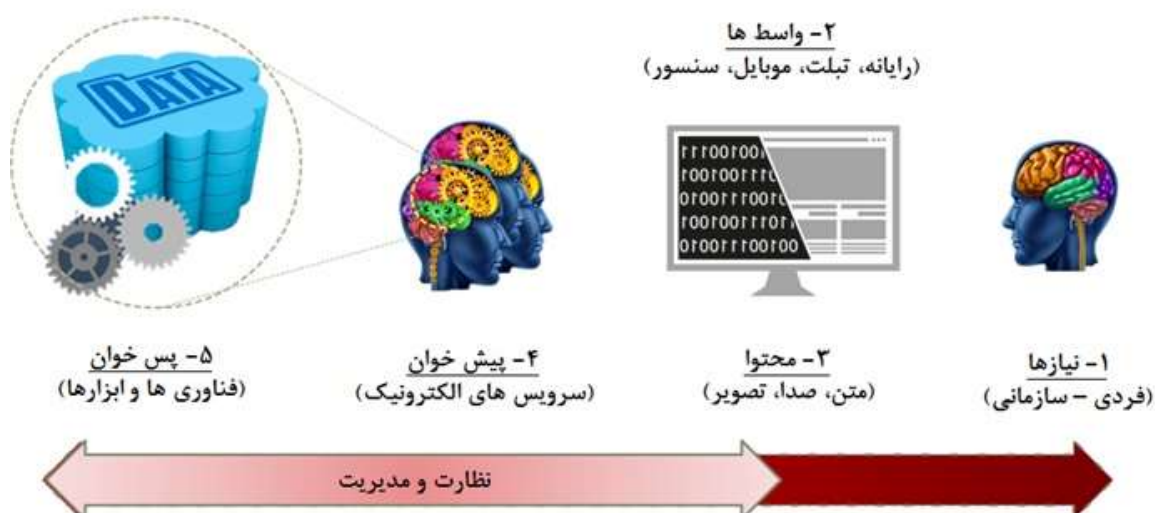 ۲- واسط ها
(رایانه، تبلت، موبایل، سنسور)
DATA
۱- نیازها
(فردی – سازمانی)
۳- محتوا
(متن، صدا، تصویر)
۴- پیش خوان
(سرویس های الکترونیک)
۵- پس خوان
(فناوری ها و ابزارها)
نظارت و مدیریت